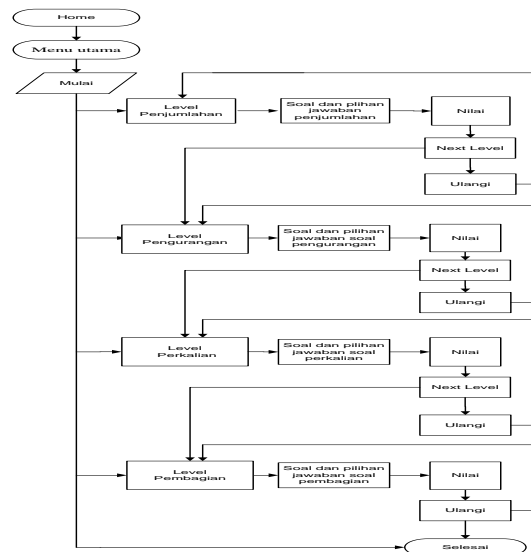 Home
Menu utama
Mulai
Level
Penjumlahan
Soal dan plihan
jawaban
penjumlahan
Nilai
Next Level
Ulangi
Level
Pengurangan
Soal dan pilihan
jawaban soal
pengurangan
Nilai
Next Level
Ulangi
Level
Perkalian
Soal dan pilihan
jawaban soal
perkalian
Nilai
Next Level
Ulangi
Level
Pembagian
Soal dan pilihan
jawaban soal
pembagian
Nilai
Ulangi
Selesai